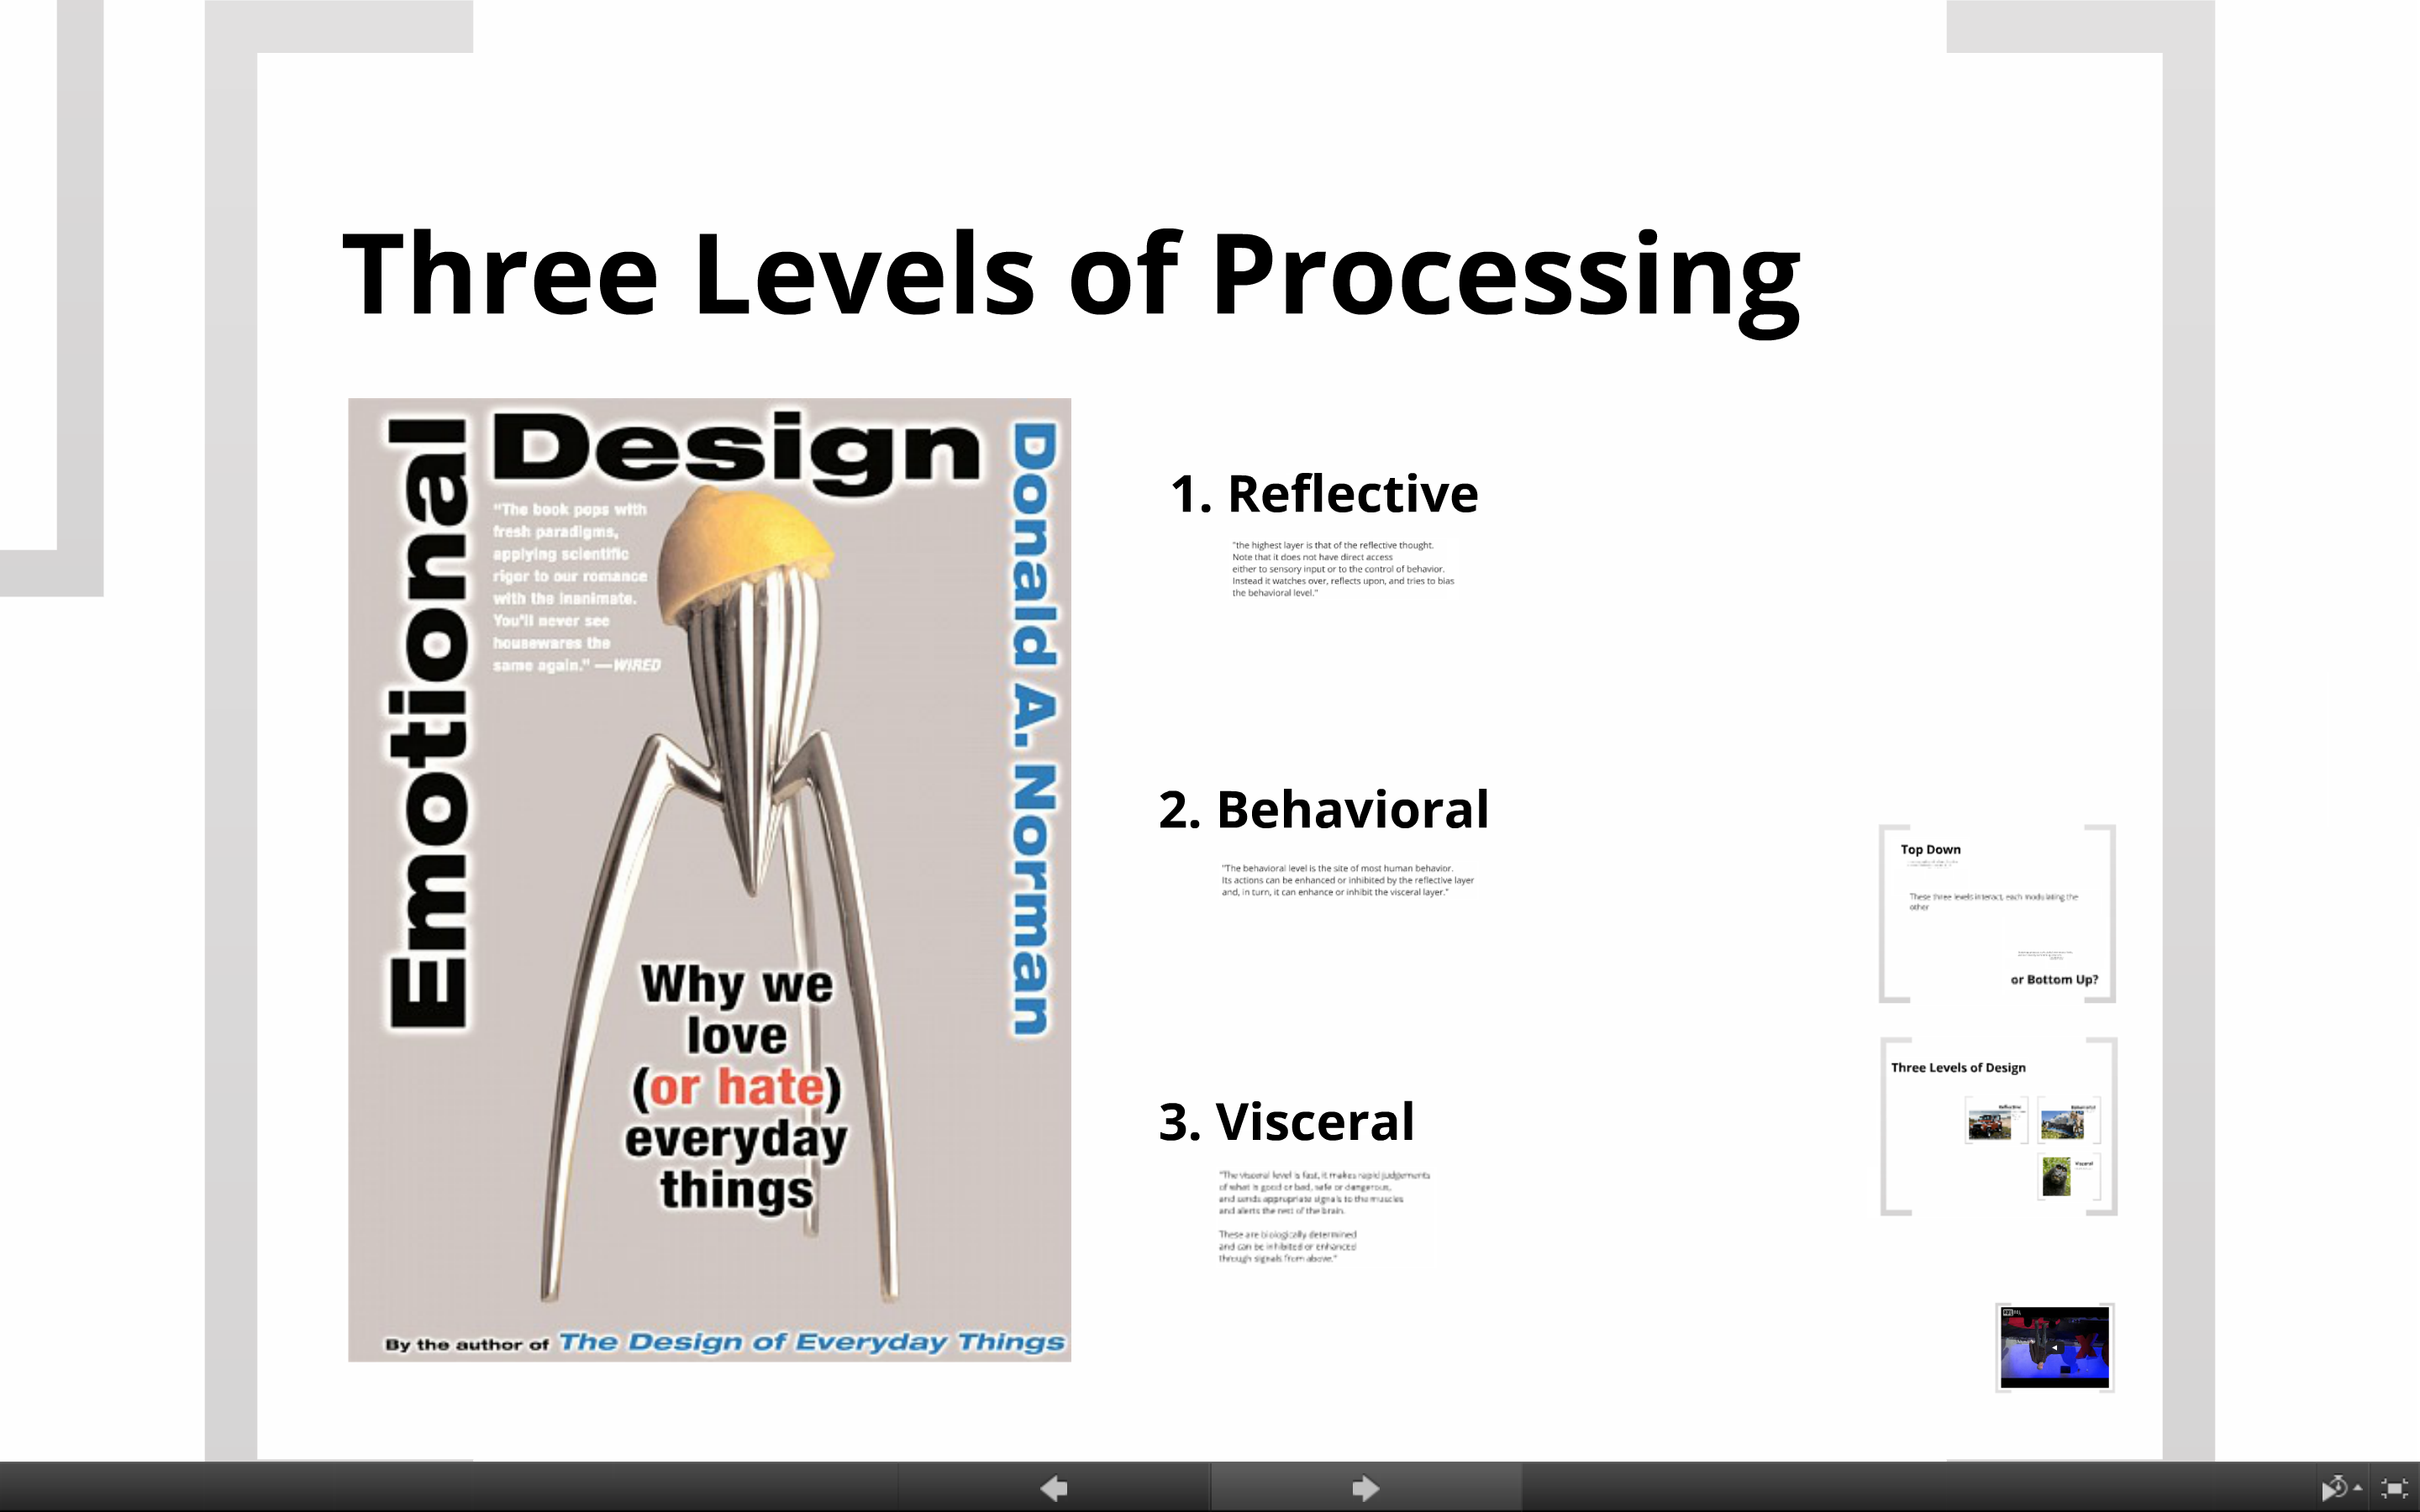 Three Levels of Processing
Emotional
Design
Donald A. Norman
"The book pops with
fresh paradigms,
applying scientific
rigor to our romance
with the inanimate.
You'll never see
housewares the
same again." —WIRED
Why we
love
(or hate)
everyday
things
By the author of The Design of Everyday Things
1. Reflective
"the highest layer is that of the reflective thought.
Note that it does not have direct access
either to sensory input or to the control of behavior.
Instead it watches over, reflects upon, and tries to bias
the behavioral level."
2. Behavioral
"The behavioral level is the site of most human behavior.
Its actions can be enhanced or inhibited by the reflective layer
and, in turn, it can enhance or inhibit the visceral layer."
3. Visceral
"The visceral level is fast, it makes rapid judgements
of what is good or bad, safe or dangerous,
and sends appropriate signals to the muscles
and alerts the rest of the brain.
These are biologically determined
and can be inhibited or enhanced
through signals from above."
Top Down
These three levels interact, each modulating the
other
or Bottom Up?
Three Levels of Design
Reflective
Behavioral
Visceral